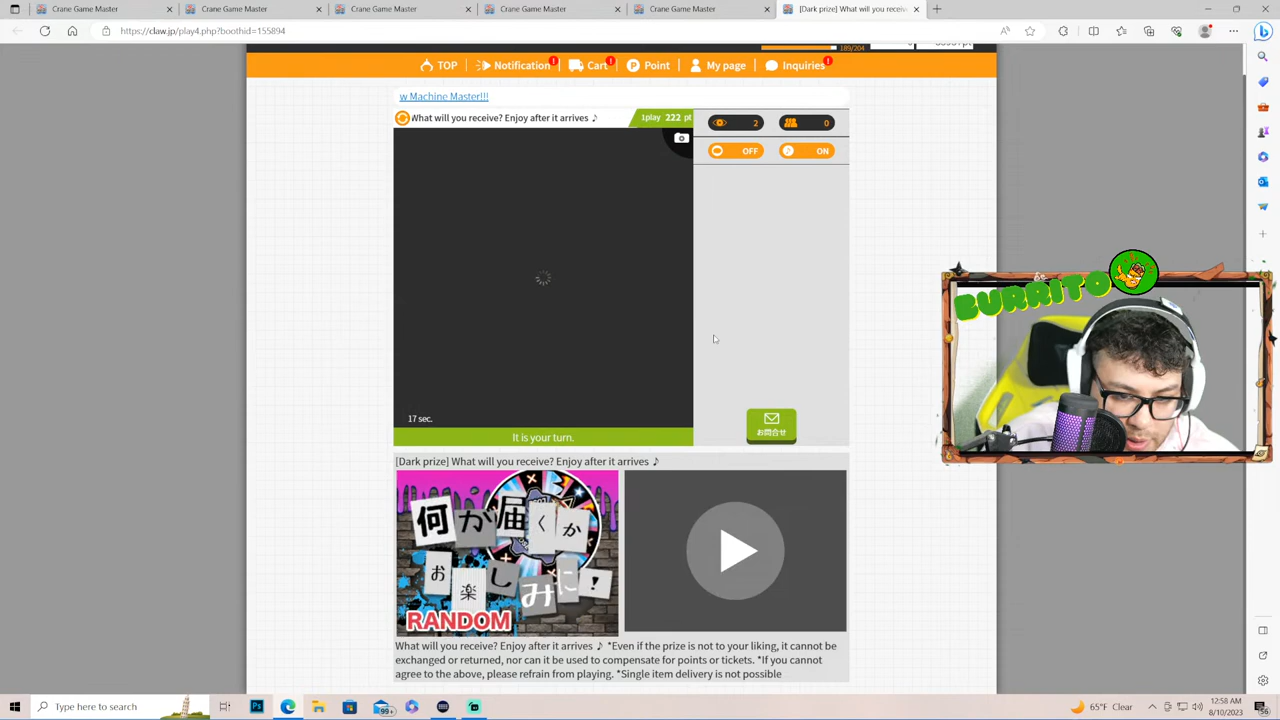 Crane Game Master
Crane Game Master
Crane Game Master
Crane Game Master
Crane Game Master
[Dark prize] What will you receive
https://claw.jp/play4.php?boothid=155894
189/204
TOP
Notification
!
Cart
!
Point
My page
Inquiries
!
w Machine Master!!!
What will you receive? Enjoy after it arrives ♪
1play 222 pt
2
0
OFF
ON
17 sec.
It is your turn.
お問合せ
BURRITO
[Dark prize] What will you receive? Enjoy after it arrives ♪
何が届くか
お楽しみに!
RANDOM
What will you receive? Enjoy after it arrives ♪ *Even if the prize is not to your liking, it cannot be
exchanged or returned, nor can it be used to compensate for points or tickets. *If you cannot
agree to the above, please refrain from playing. *Single item delivery is not possible
Type here to search
Ps
99+
65°F Clear
12:58 AM
8/10/2023
56